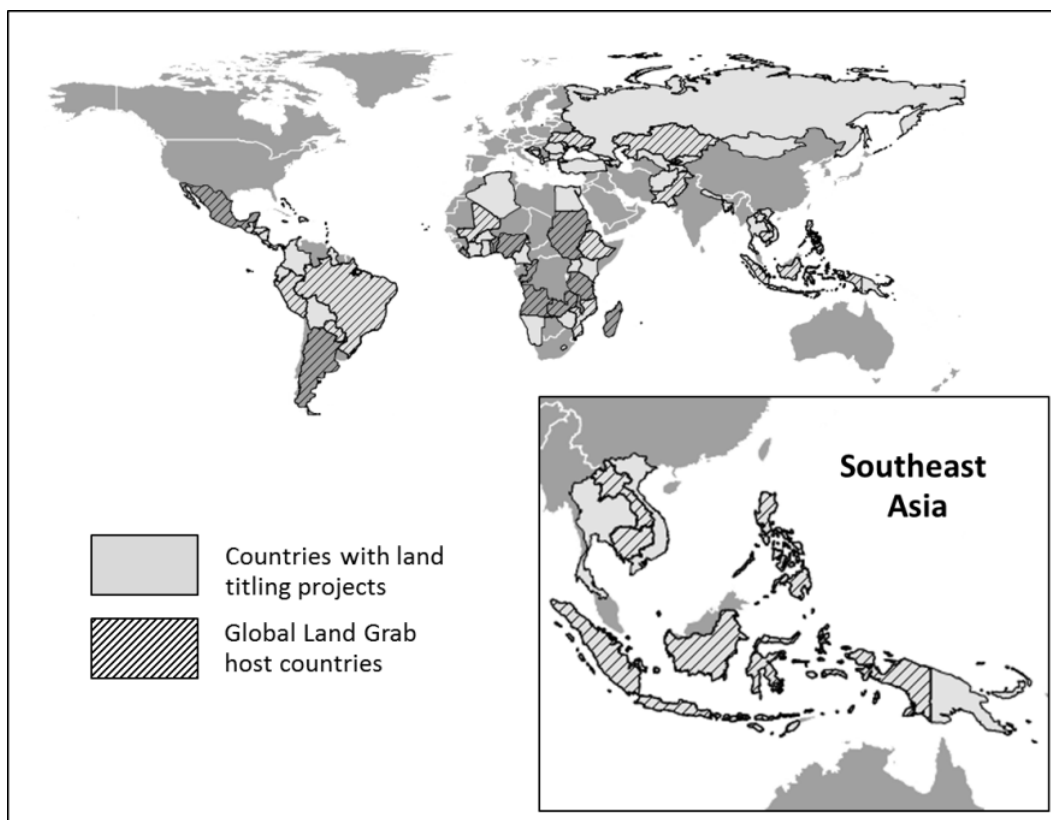 Southeast
Asia
Countries with land
titling projects
Global Land Grab
host countries